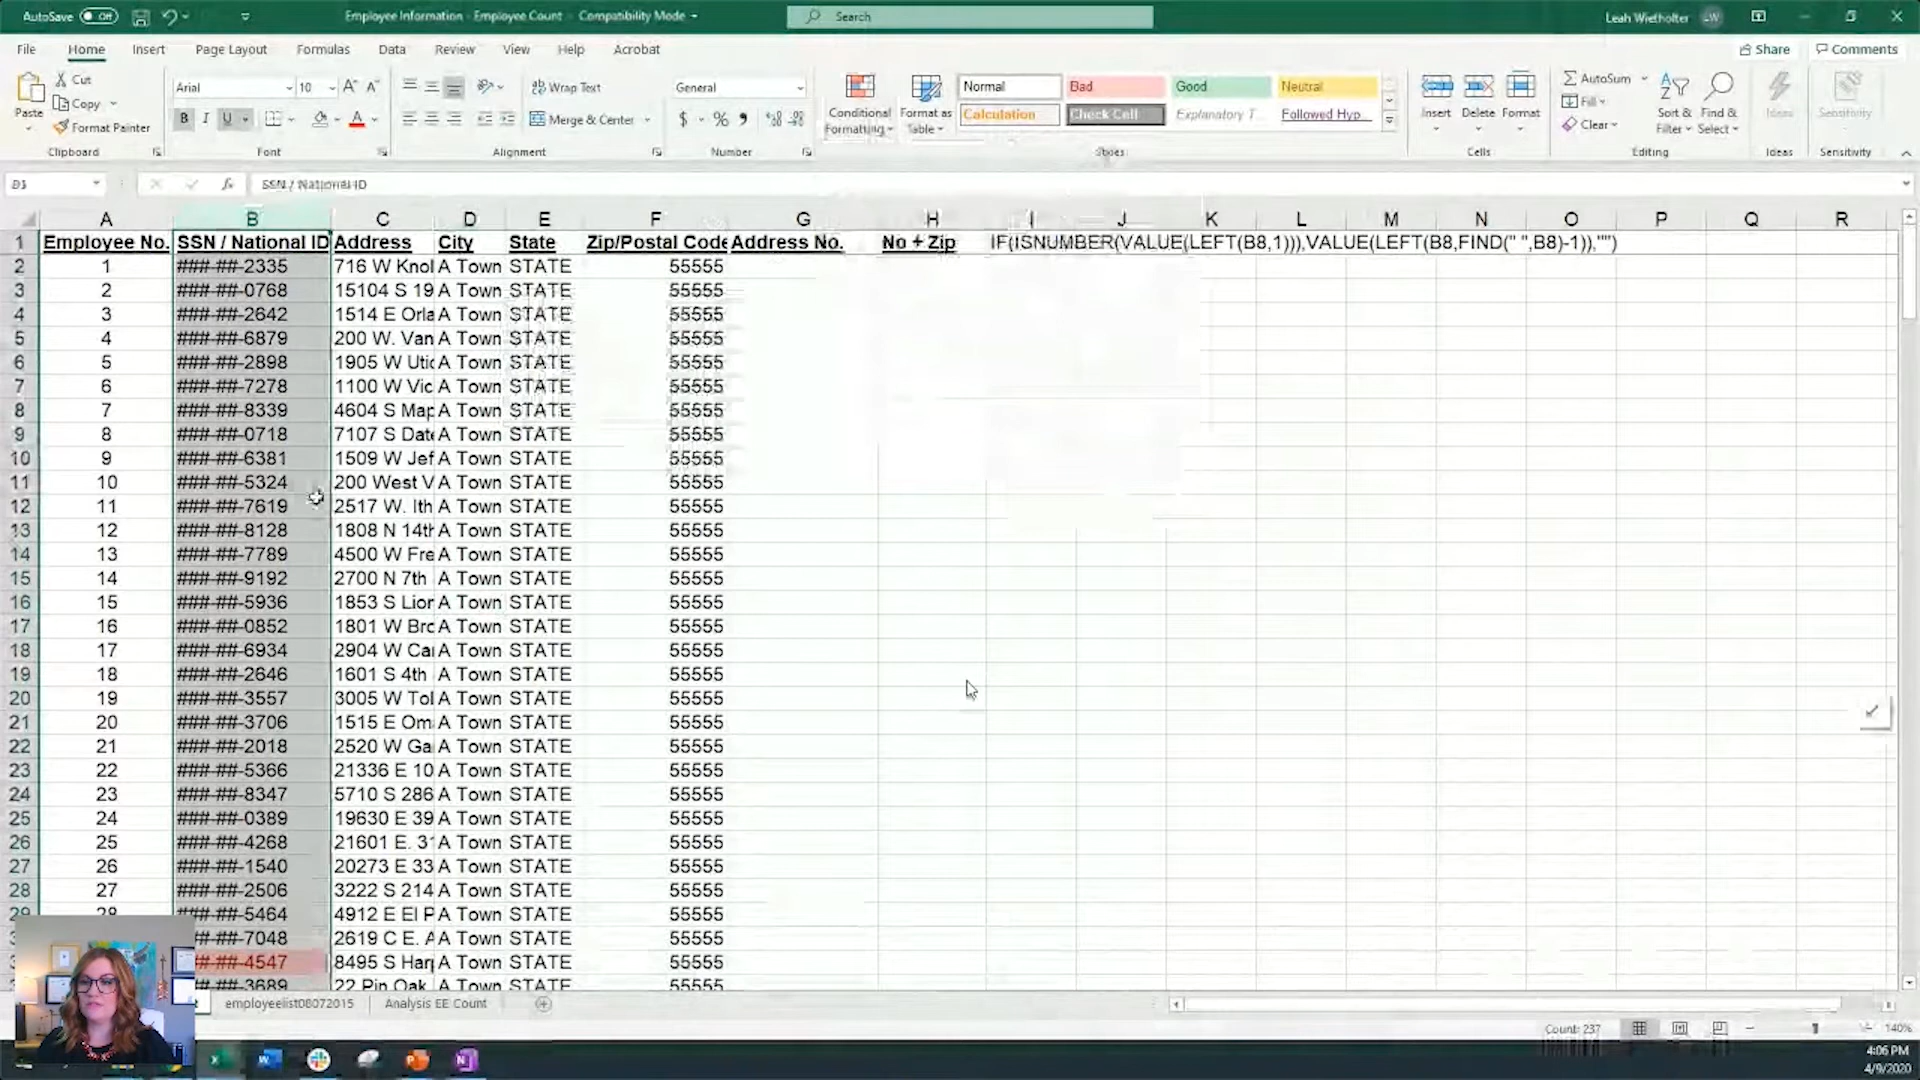 AutoSave Off Employee Information - Employee Count - Compatibility Mode Search Leah Wietholter LW
File Home Insert Page Layout Formulas Data Review View Help Acrobat Share Comments
Paste Cut Copy Format Painter Clipboard
Arial 10 B I U A Font
Wrap Text Merge & Center Alignment
General $ % Number
Conditional Formatting Format as Table Normal Bad Good Neutral Calculation Check Cell Explanatory T... Followed Hyp... Styles
Insert Delete Format Cells
AutoSum Fill Clear Sort & Filter Find & Select Editing
Ideas Ideas Sensitivity Sensitivity
B1 fx SSN / National ID
A B C D E F G H I J K L M N O P Q R
1 Employee No. SSN / National ID Address City State Zip/Postal Code Address No. No + Zip IF(ISNUMBER(VALUE(LEFT(B8,1))),VALUE(LEFT(B8,FIND(" ",B8)-1)),"")
2 1 ###-##-2335 716 W Knol A Town STATE 55555
3 2 ###-##-0768 15104 S 19 A Town STATE 55555
4 3 ###-##-2642 1514 E Orla A Town STATE 55555
5 4 ###-##-6879 200 W. Van A Town STATE 55555
6 5 ###-##-2898 1905 W Utic A Town STATE 55555
7 6 ###-##-7278 1100 W Vic A Town STATE 55555
8 7 ###-##-8339 4604 S Map A Town STATE 55555
9 8 ###-##-0718 7107 S Date A Town STATE 55555
10 9 ###-##-6381 1509 W Jef A Town STATE 55555
11 10 ###-##-5324 200 West V A Town STATE 55555
12 11 ###-##-7619 2517 W. Ith A Town STATE 55555
13 12 ###-##-8128 1808 N 14th A Town STATE 55555
14 13 ###-##-7789 4500 W Fre A Town STATE 55555
15 14 ###-##-9192 2700 N 7th A Town STATE 55555
16 15 ###-##-5936 1853 S Lion A Town STATE 55555
17 16 ###-##-0852 1801 W Bro A Town STATE 55555
18 17 ###-##-6934 2904 W Can A Town STATE 55555
19 18 ###-##-2646 1601 S 4th A Town STATE 55555
20 19 ###-##-3557 3005 W Tol A Town STATE 55555
21 20 ###-##-3706 1515 E Om A Town STATE 55555
22 21 ###-##-2018 2520 W Ga A Town STATE 55555
23 22 ###-##-5366 21336 E 10 A Town STATE 55555
24 23 ###-##-8347 5710 S 286 A Town STATE 55555
25 24 ###-##-0389 19630 E 39 A Town STATE 55555
26 25 ###-##-4268 21601 E. 31 A Town STATE 55555
27 26 ###-##-1540 20273 E 33 A Town STATE 55555
28 27 ###-##-2506 3222 S 214 A Town STATE 55555
29 28 ###-##-5464 4912 E El P A Town STATE 55555
##-##-7048 2619 C E. A A Town STATE 55555
##-##-4547 8495 S Harp A Town STATE 55555
##-##-3689 22 Pin Oak A Town STATE 55555
employeelist08072015 Analysis EE Count
Count: 237 140%
4:06 PM
4/9/2020